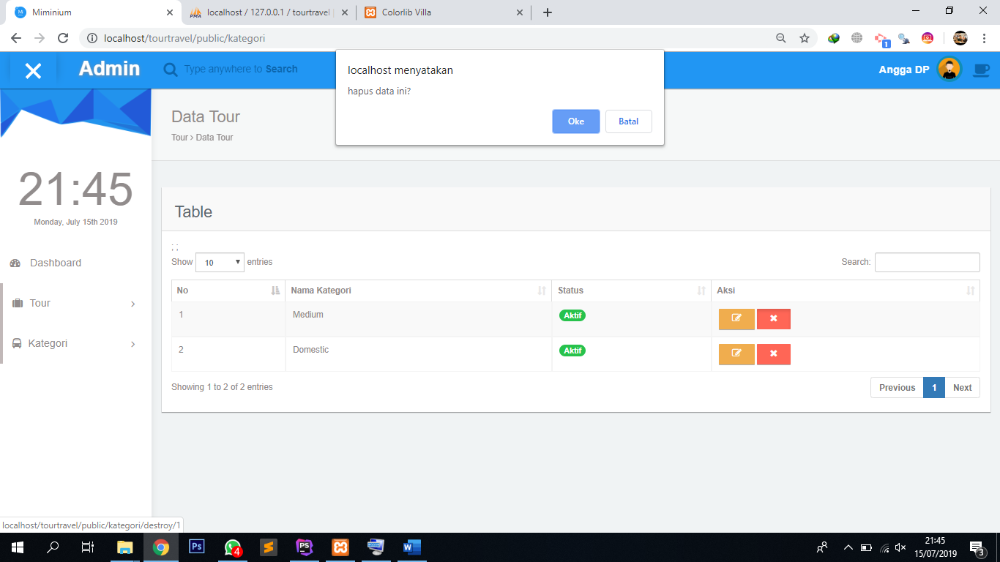 Miminium
localhost / 127.0.0.1 / tourtravel |
Colorlib Villa
localhost/tourtravel/public/kategori
1
Admin
Type anywhere to Search
Angga DP
localhost menyatakan
hapus data ini?
Oke Batal
Data Tour
Tour › Data Tour
21:45
Monday, July 15th 2019
Dashboard
Tour
Kategori
Table
; ;
Show 10 entries
Search:
No Nama Kategori Status Aksi
1 Medium Aktif
2 Domestic Aktif
Showing 1 to 2 of 2 entries
Previous 1 Next
localhost/tourtravel/public/kategori/destroy/1
Ps
4
PS
W
21:45
15/07/2019
3